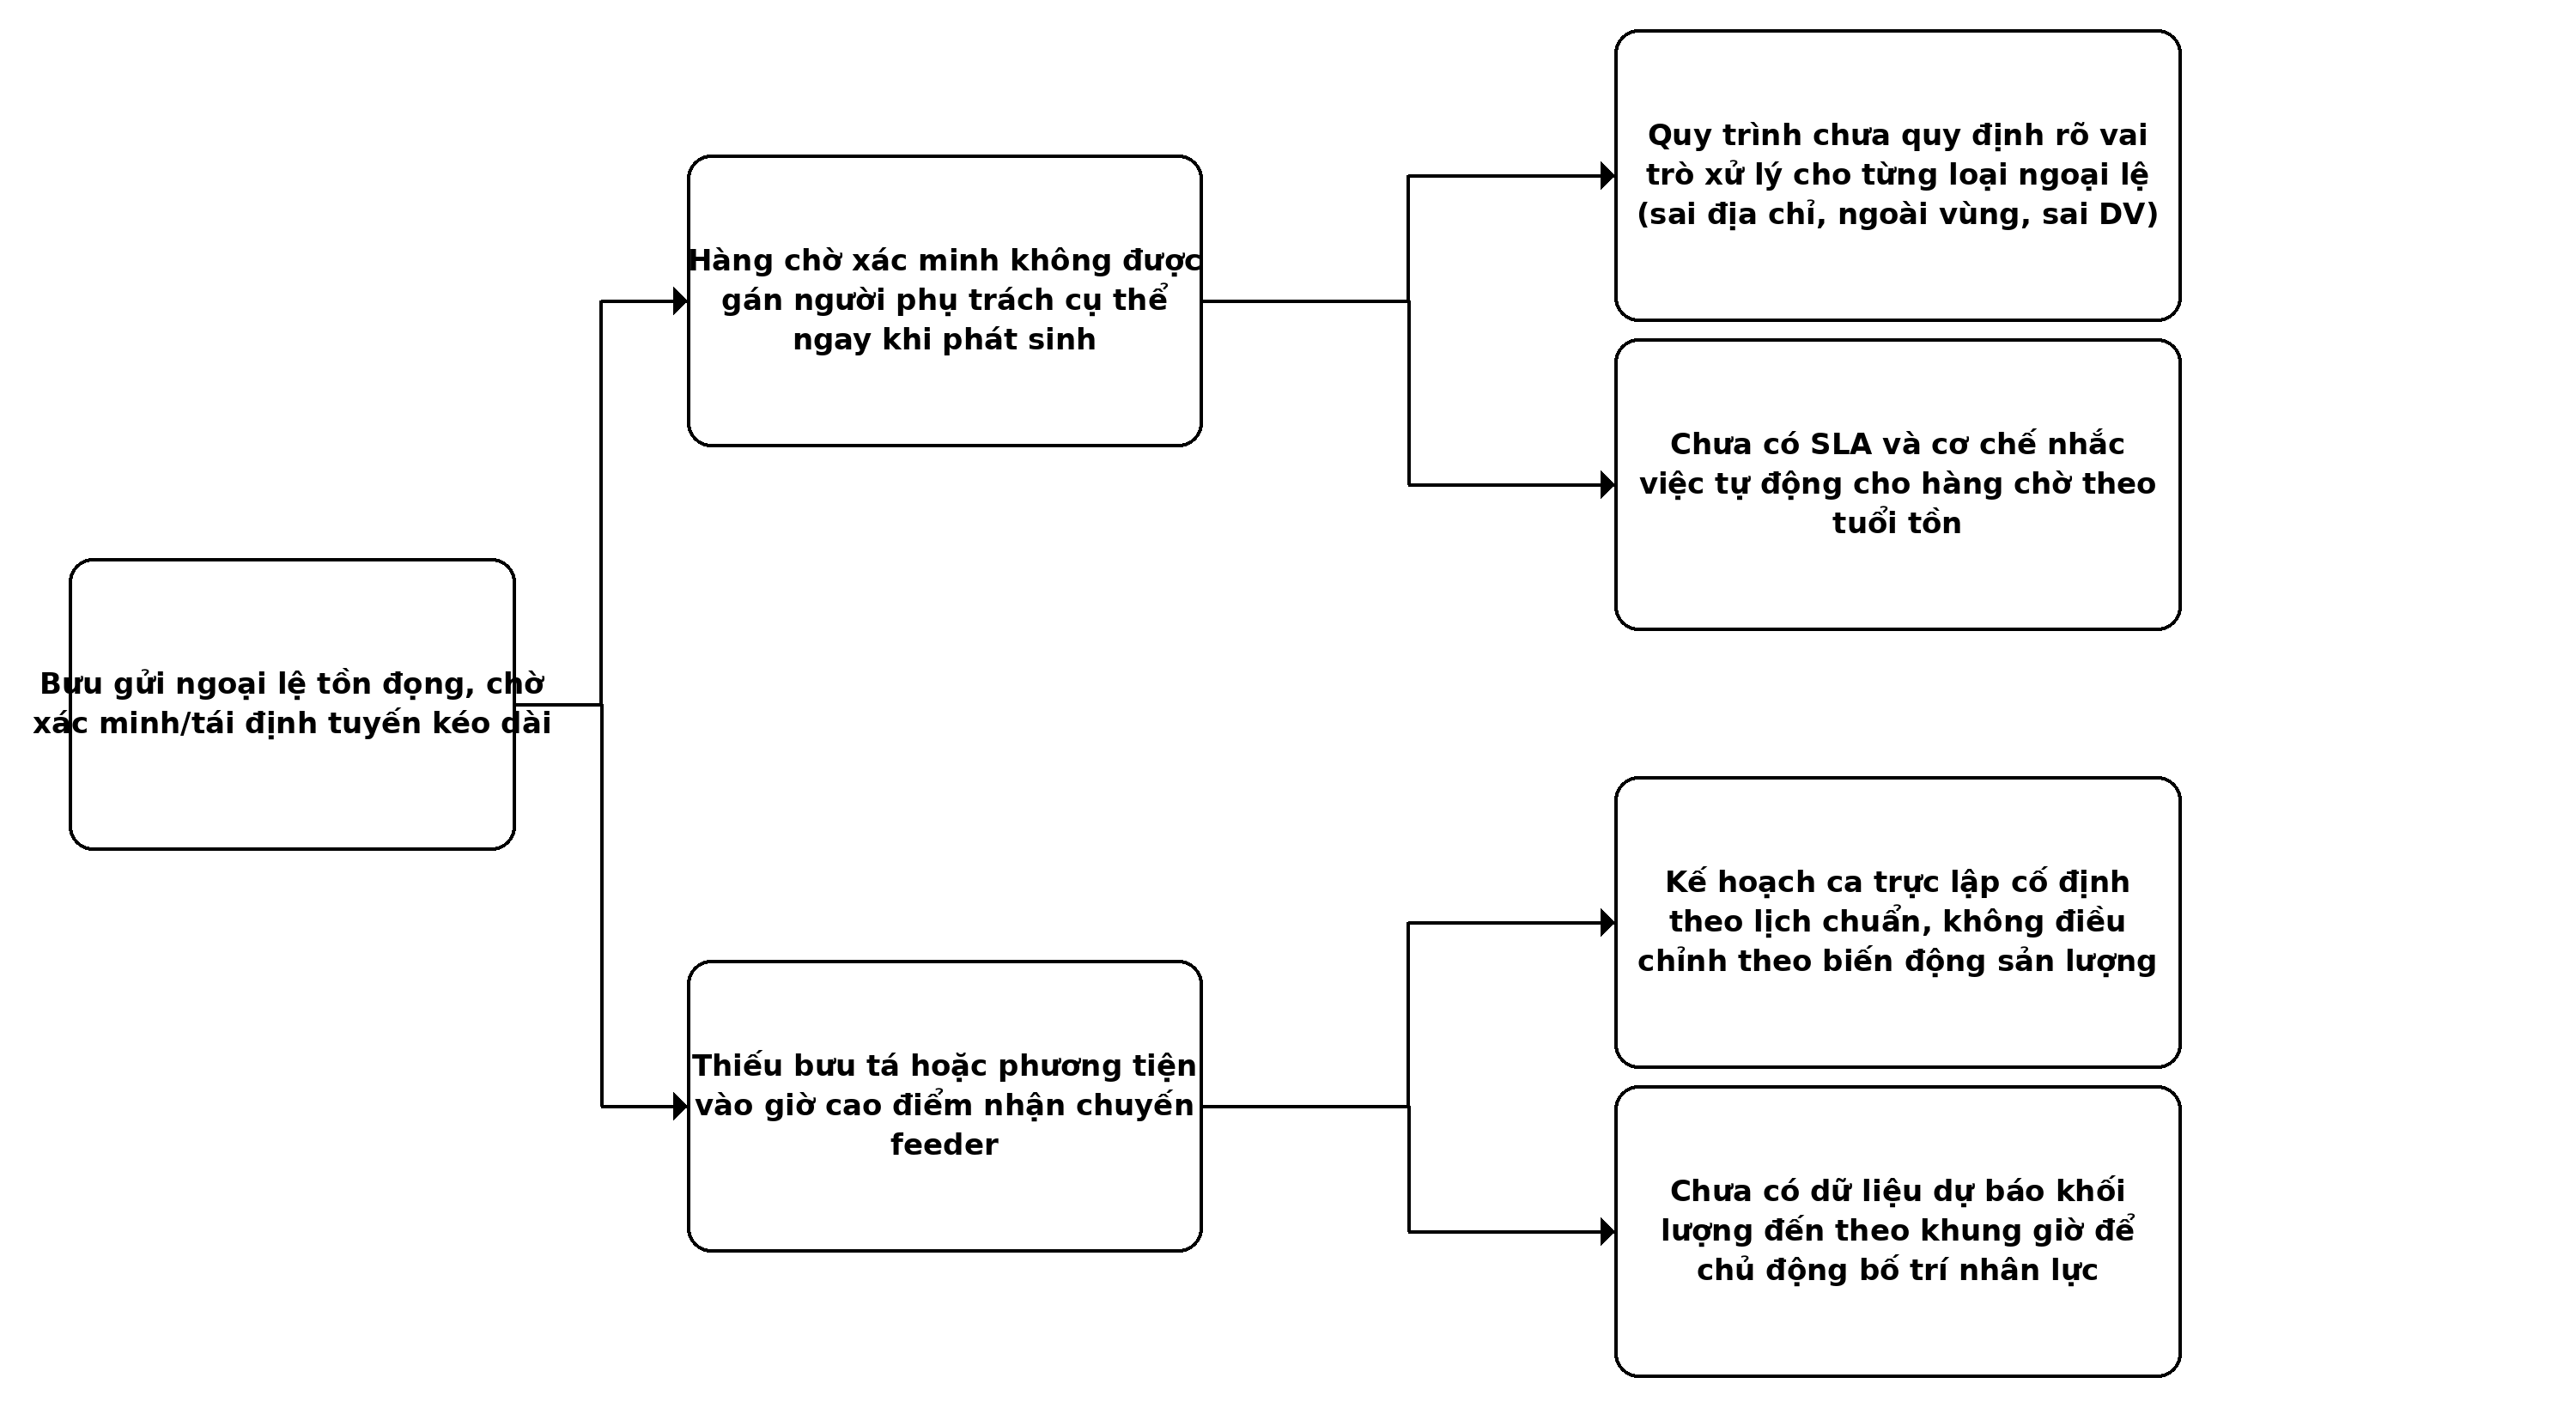 Bưu gửi ngoại lệ tồn đọng, chờ
xác minh/tái định tuyến kéo dài
Hàng chờ xác minh không được
gán người phụ trách cụ thể
ngay khi phát sinh
Quy trình chưa quy định rõ vai
trò xử lý cho từng loại ngoại lệ
(sai địa chỉ, ngoài vùng, sai DV)
Chưa có SLA và cơ chế nhắc
việc tự động cho hàng chờ theo
tuổi tồn
Thiếu bưu tá hoặc phương tiện
vào giờ cao điểm nhận chuyến
feeder
Kế hoạch ca trực lập cố định
theo lịch chuẩn, không điều
chỉnh theo biến động sản lượng
Chưa có dữ liệu dự báo khối
lượng đến theo khung giờ để
chủ động bố trí nhân lực